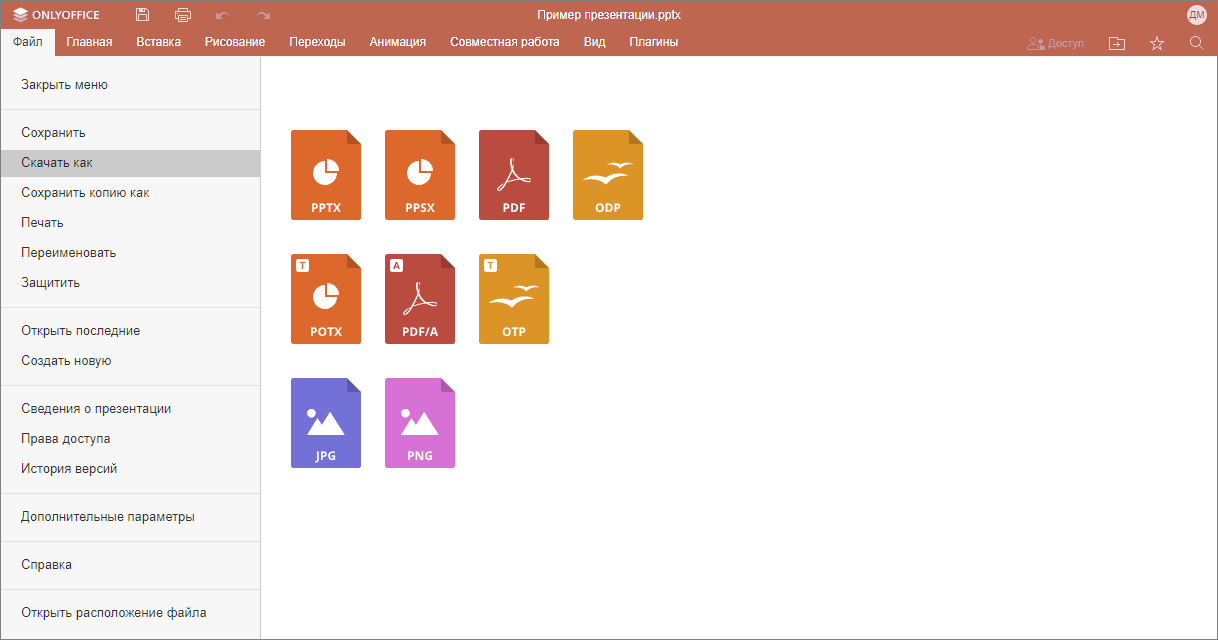 ONLYOFFICE
Пример презентации.pptx
ДМ
Файл Главная Вставка Рисование Переходы Анимация Совместная работа Вид Плагины
Доступ
Закрыть меню
Сохранить
Скачать как
Сохранить копию как
Печать
Переименовать
Защитить
Открыть последние
Создать новую
Сведения о презентации
Права доступа
История версий
Дополнительные параметры
Справка
Открыть расположение файла
PPTX PPSX PDF ODP
T A T
POTX PDF/A OTP
JPG PNG